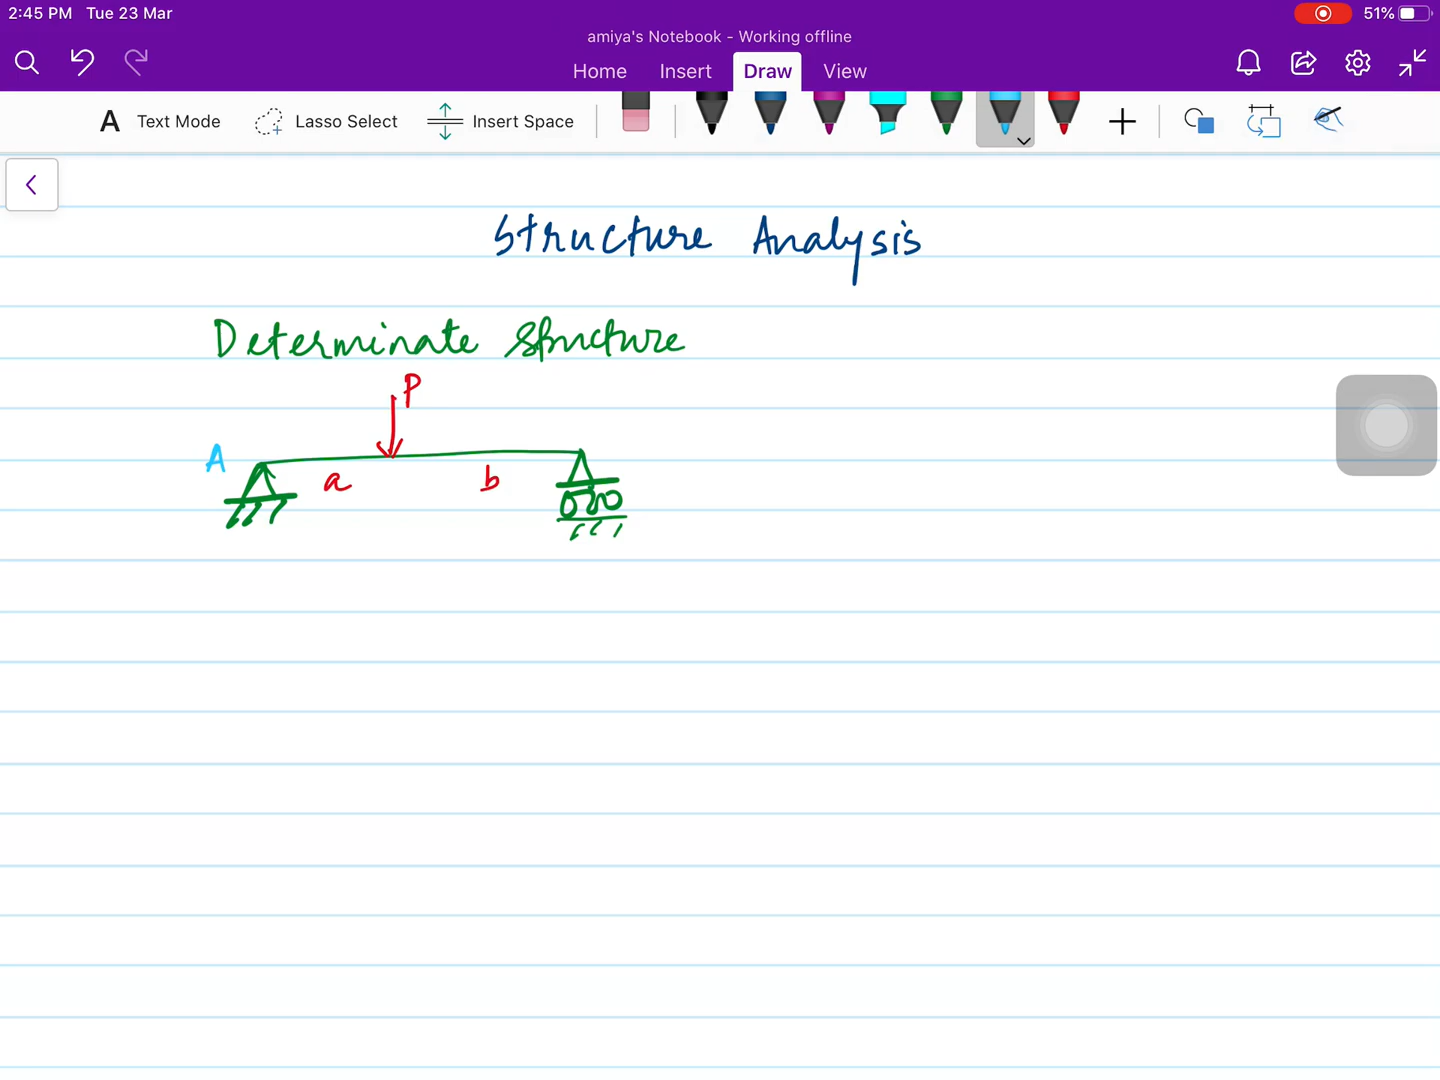 2:45 PM Tue 23 Mar 51%
amiya's Notebook - Working offline
Home Insert Draw View
A Text Mode Lasso Select Insert Space
Structure Analysis
Determinate Structure
P
A
a b